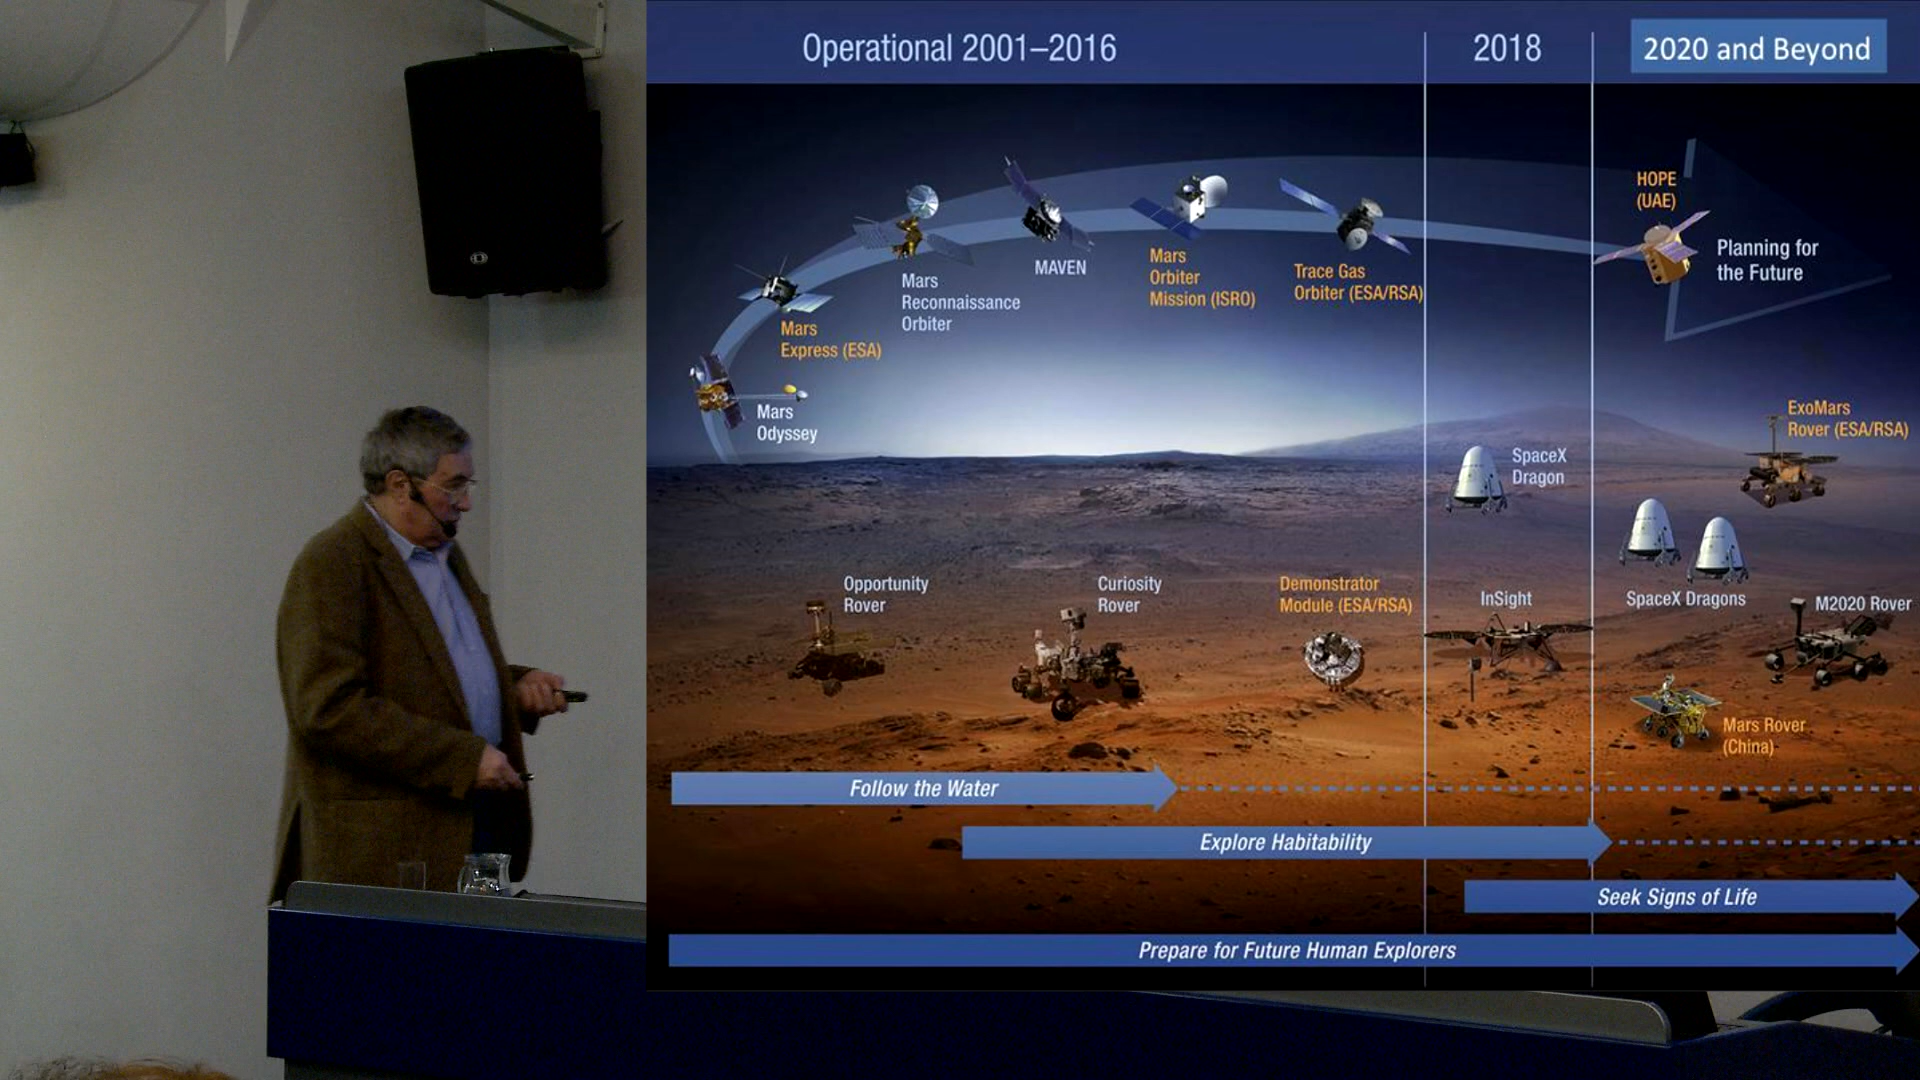 Operational 2001–2016
2018
2020 and Beyond
HOPE
(UAE)
Planning for
the Future
Mars
Orbiter
Mission (ISRO)
Trace Gas
Orbiter (ESA/RSA)
MAVEN
Mars
Reconnaissance
Orbiter
Mars
Express (ESA)
Mars
Odyssey
ExoMars
Rover (ESA/RSA)
SpaceX
Dragon
Opportunity
Rover
Curiosity
Rover
Demonstrator
Module (ESA/RSA)
InSight
SpaceX Dragons
M2020 Rover
Mars Rover
(China)
Follow the Water
Explore Habitability
Seek Signs of Life
Prepare for Future Human Explorers